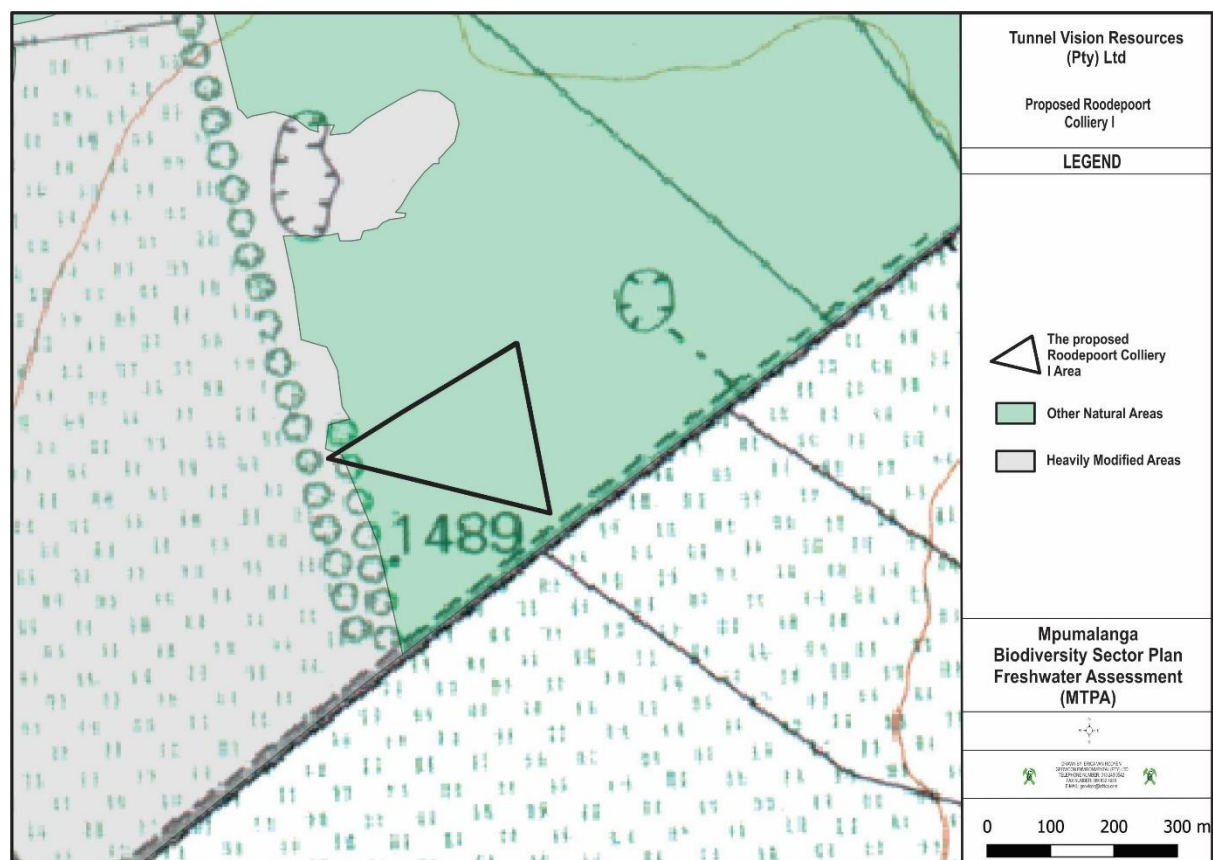 Tunnel Vision Resources
(Pty) Ltd
Proposed Roodepoort
Colliery I
LEGEND
The proposed
Roodepoort Colliery
I Area
Other Natural Areas
Heavily Modified Areas
.1489
Mpumalanga
Biodiversity Sector Plan
Freshwater Assessment
(MTPA)
0 100 200 300 m